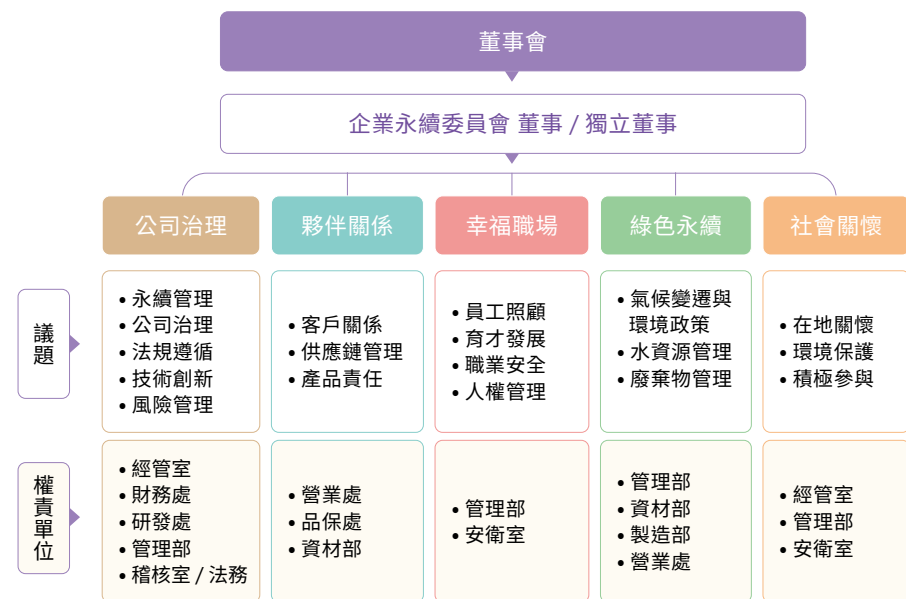 董事會
企業永續委員會 董事 / 獨立董事
公司治理
夥伴關係
幸福職場
綠色永續
社會關懷
議題
• 永續管理
• 公司治理
• 法規遵循
• 技術創新
• 風險管理
• 客戶關係
• 供應鏈管理
• 產品責任
• 員工照顧
• 育才發展
• 職業安全
• 人權管理
• 氣候變遷與
環境政策
• 水資源管理
• 廢棄物管理
• 在地關懷
• 環境保護
• 積極參與
權責單位
• 經管室
• 財務處
• 研發處
• 管理部
• 稽核室 / 法務
• 營業處
• 品保處
• 資材部
• 管理部
• 安衛室
• 管理部
• 資材部
• 製造部
• 營業處
• 經管室
• 管理部
• 安衛室